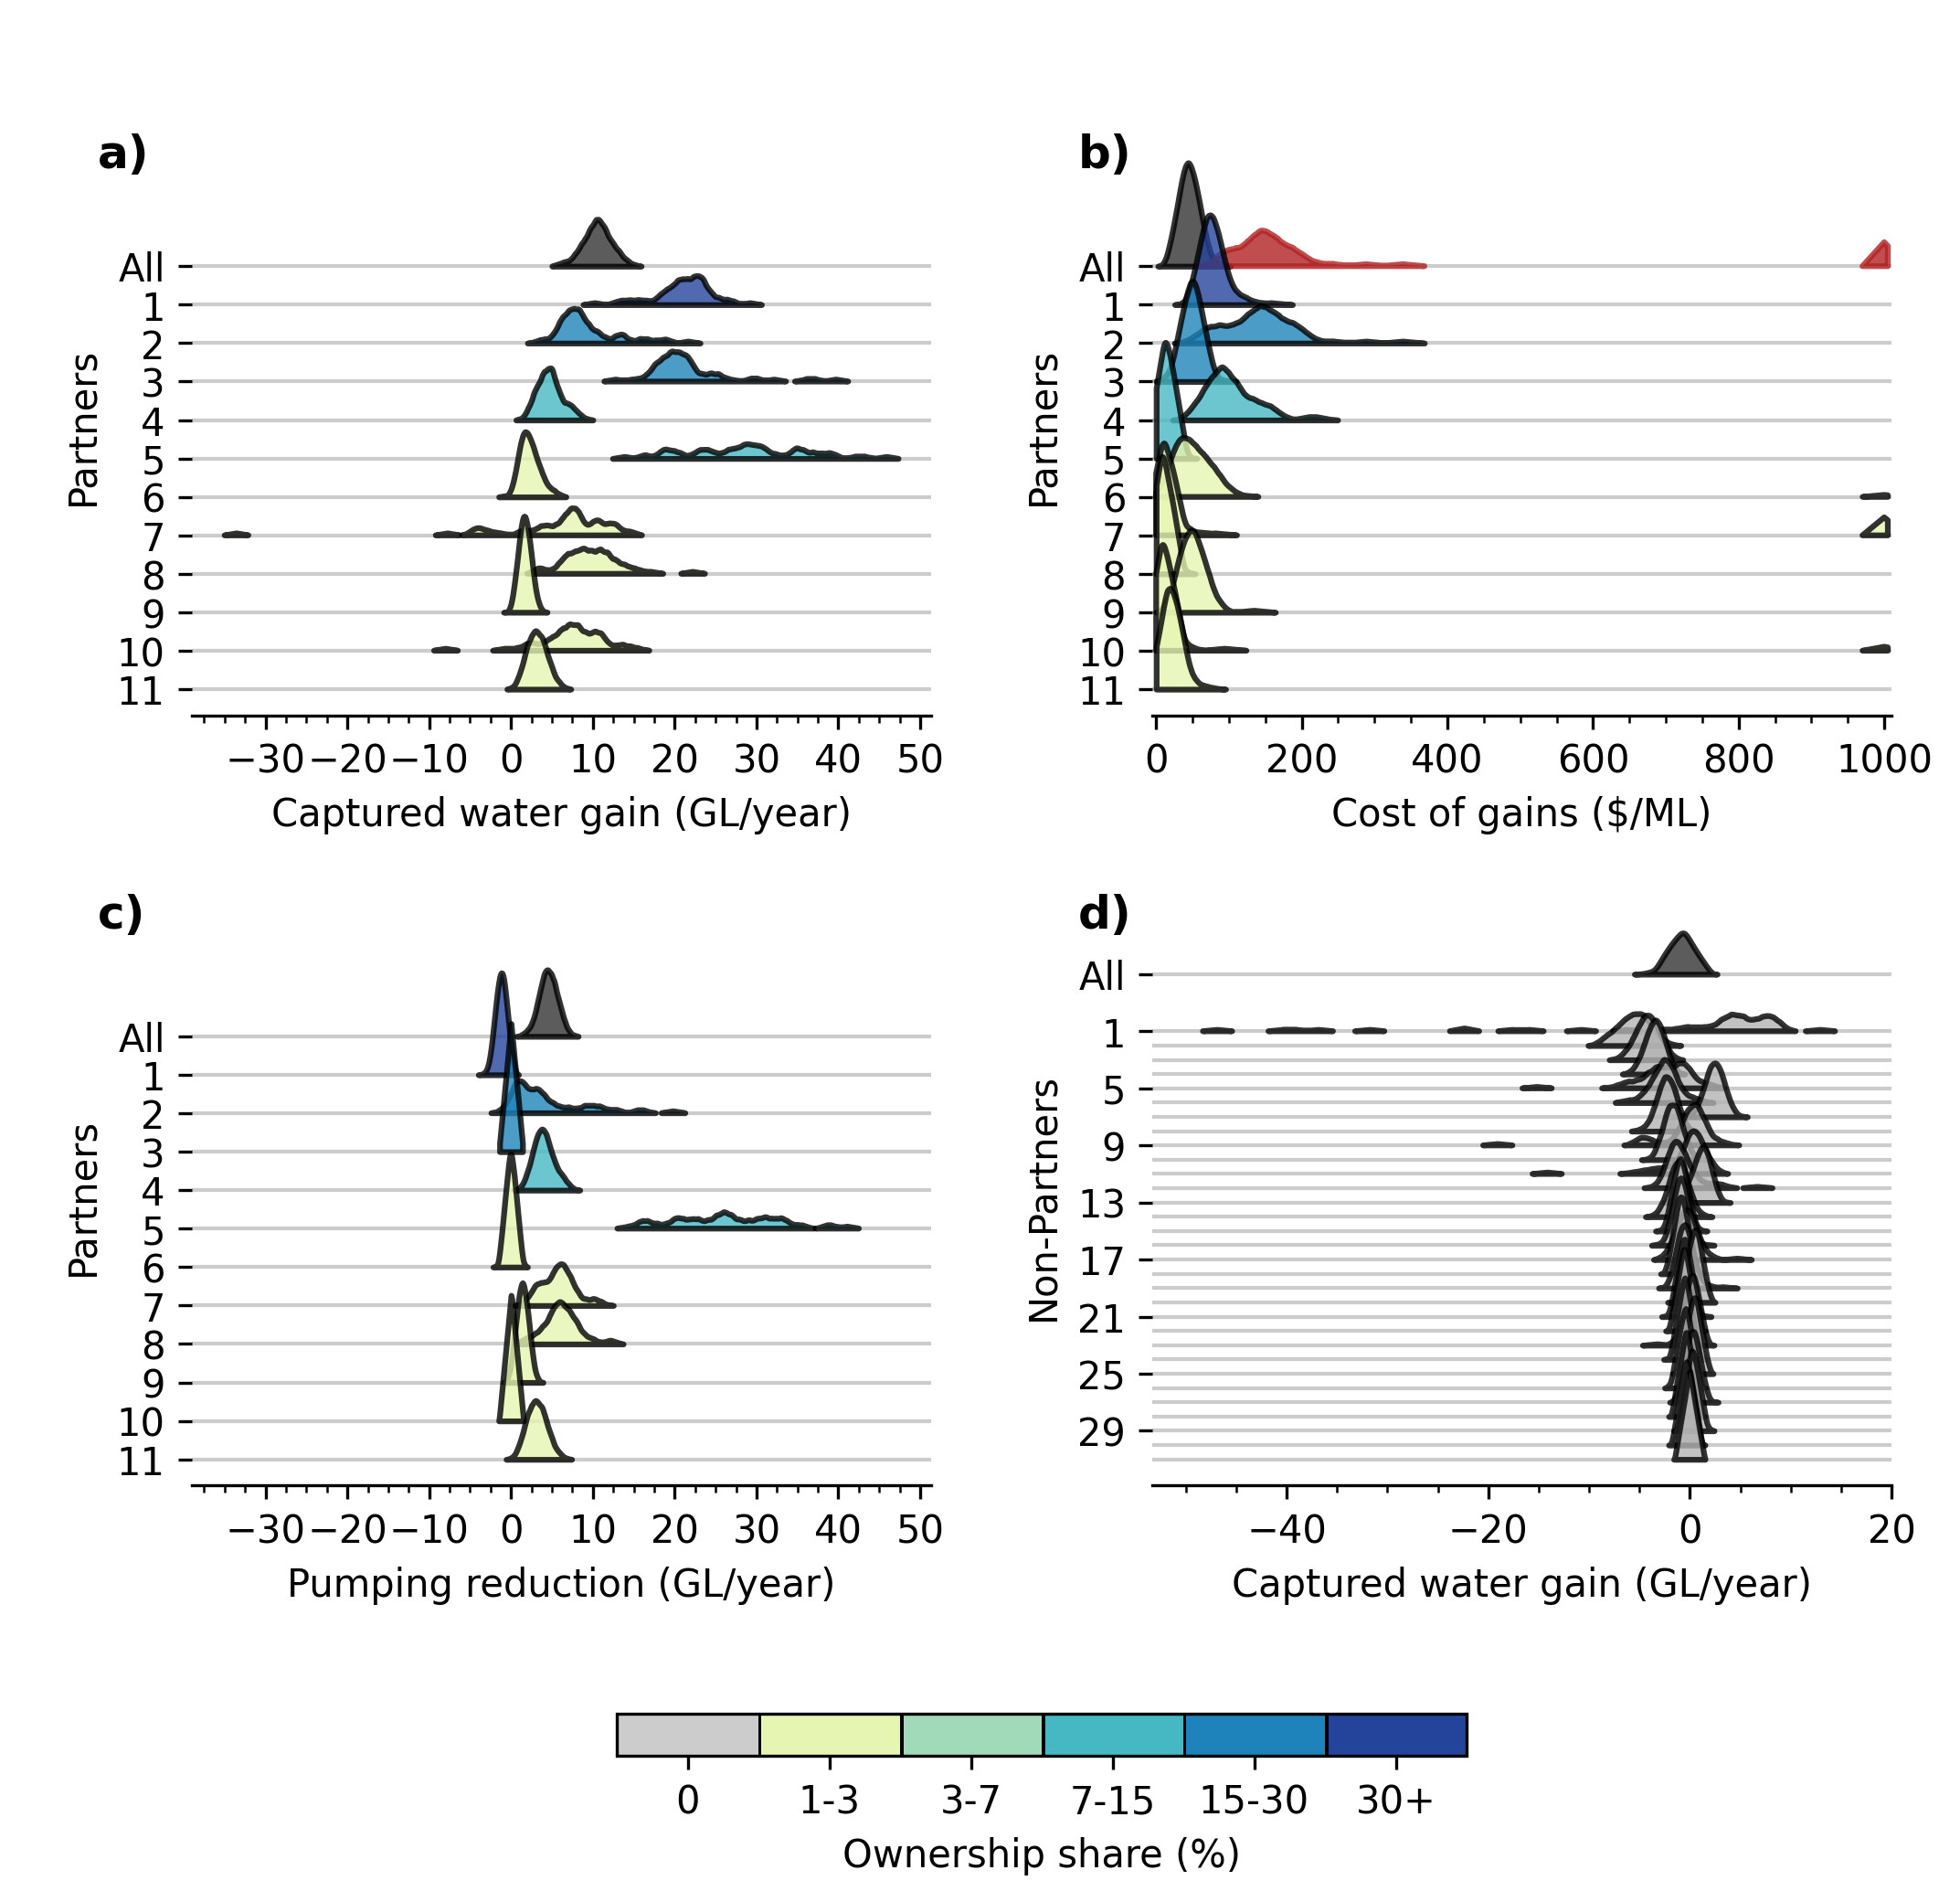 a)
All
1
2
3
4
5
6
7
8
9
10
11
Partners
−30 −20 −10 0 10 20 30 40 50
Captured water gain (GL/year)
b)
All
1
2
3
4
5
6
7
8
9
10
11
Partners
0 200 400 600 800 1000
Cost of gains ($/ML)
c)
All
1
2
3
4
5
6
7
8
9
10
11
Partners
−30 −20 −10 0 10 20 30 40 50
Pumping reduction (GL/year)
d)
All
1
5
9
13
17
21
25
29
Non-Partners
−40 −20 0 20
Captured water gain (GL/year)
0 1-3 3-7 7-15 15-30 30+
Ownership share (%)